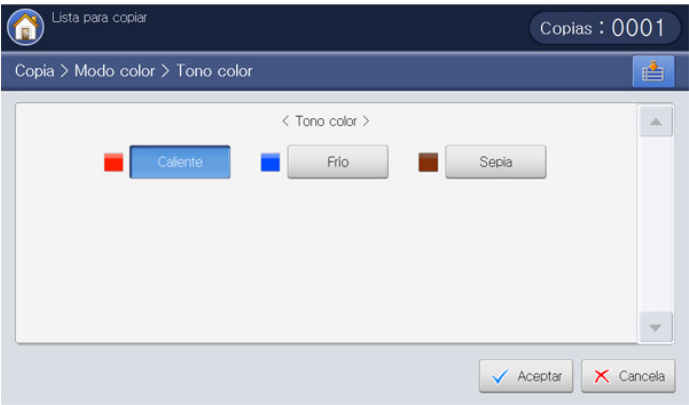 Lista para copiar
Copias : 0001
Copia > Modo color > Tono color
< Tono color >
Caliente
Frío
Sepia
Aceptar
Cancela